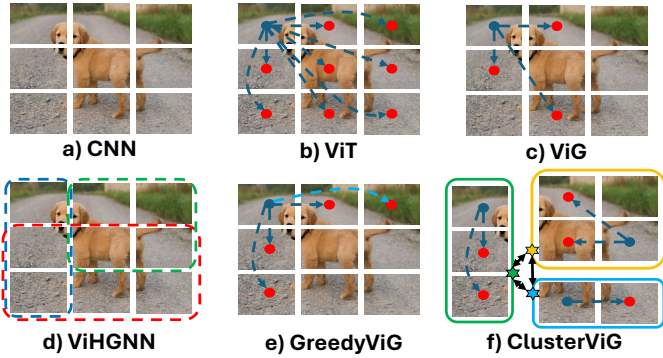 a) CNN
b) ViT
c) ViG
d) ViHGNN
e) GreedyViG
f) ClusterViG